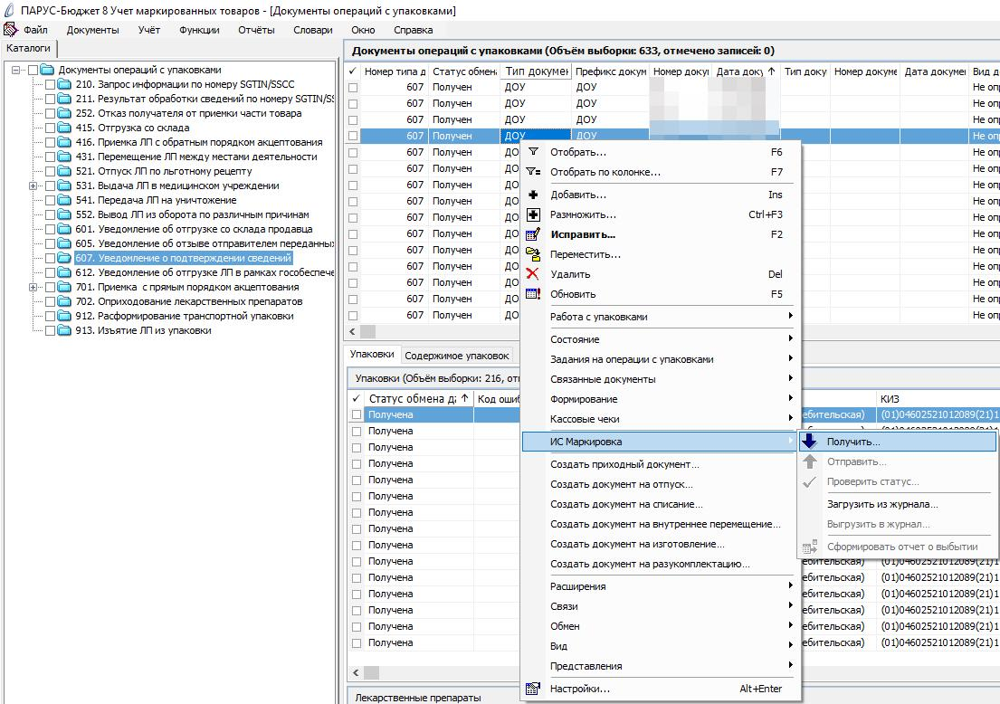 ПАРУС-Бюджет 8 Учет маркированных товаров - [Документы операций с упаковками]
Файл Документы Учёт Функции Отчёты Словари Окно Справка
Каталоги
Документы операций с упаковками
210. Запрос информации по номеру SGTIN/SSCC
211. Результат обработки сведений по номеру SGTIN/SS
252. Отказ получателя от приемки части товара
415. Отгрузка со склада
416. Приемка ЛП с обратным порядком акцептования
431. Перемещение ЛП между местами деятельности
521. Отпуск ЛП по льготному рецепту
531. Выдача ЛП в медицинском учреждении
541. Передача ЛП на уничтожение
552. Вывод ЛП из оборота по различным причинам
601. Уведомление об отгрузке со склада продавца
605. Уведомление об отзыве отправителем переданных
607. Уведомление о подтверждении сведений
612. Уведомление об отгрузке ЛП в рамках гособеспече
701. Приемка с прямым порядком акцептования
702. Оприходование лекарственных препаратов
912. Расформирование транспортной упаковки
913. Изъятие ЛП из упаковки
Документы операций с упаковками (Объём выборки: 633, отмечено записей: 0)
Номер типа д Статус обмена Тип документ Префикс докум Номер докум Дата доку Тип доку Номер докуме Дата докумен Вид д
607 Получен ДОУ ДОУ Не опр
607 Получен ДОУ ДОУ Не опр
607 Получен ДОУ ДОУ Не опр
607 Получен ДОУ ДОУ Не опр
607 Получен ДО Не опр
607 Получен ДО Не опр
607 Получен ДО Не опр
607 Получен ДО Не опр
607 Получен ДО Не опр
607 Получен ДО Не опр
607 Получен ДО Не опр
607 Получен ДО Не опр
607 Получен ДО Не опр
607 Получен ДО Не опр
607 Получен ДО Не опр
Отобрать... F6
Отобрать по колонке... F7
Добавить... Ins
Размножить... Ctrl+F3
Исправить... F2
Переместить...
Удалить Del
Обновить F5
Работа с упаковками
Состояние
Задания на операции с упаковками
Связанные документы
Формирование
Кассовые чеки
ИС Маркировка
Создать приходный документ...
Создать документ на отпуск...
Создать документ на списание...
Создать документ на внутреннее перемещение...
Создать документ на изготовление...
Создать документ на разукомплектацию...
Расширения
Связи
Обмен
Вид
Представления
Настройки... Alt+Enter
Получить...
Отправить...
Проверить статус...
Загрузить из журнала...
Выгрузить в журнал...
Сформировать отчет о выбытии
Упаковки Содержимое упаковок
Упаковки (Объём выборки: 216, отм
Статус обмена да Код ошиб КИЗ
Получена ебительская) (01)04602521012089(21)1
Получена
Получена
Получена
Получена
Получена
Получена
Получена
Получена
Получена ебительская) (01)04602521012089(21)1
Получена ебительская) (01)04602521012089(21)1
Получена ебительская) (01)04602521012089(21)1
Получена ебительская) (01)04602521012089(21)1
Получена ебительская) (01)04602521012089(21)1
Получена ебительская) (01)04602521012089(21)1
Лекарственные препараты